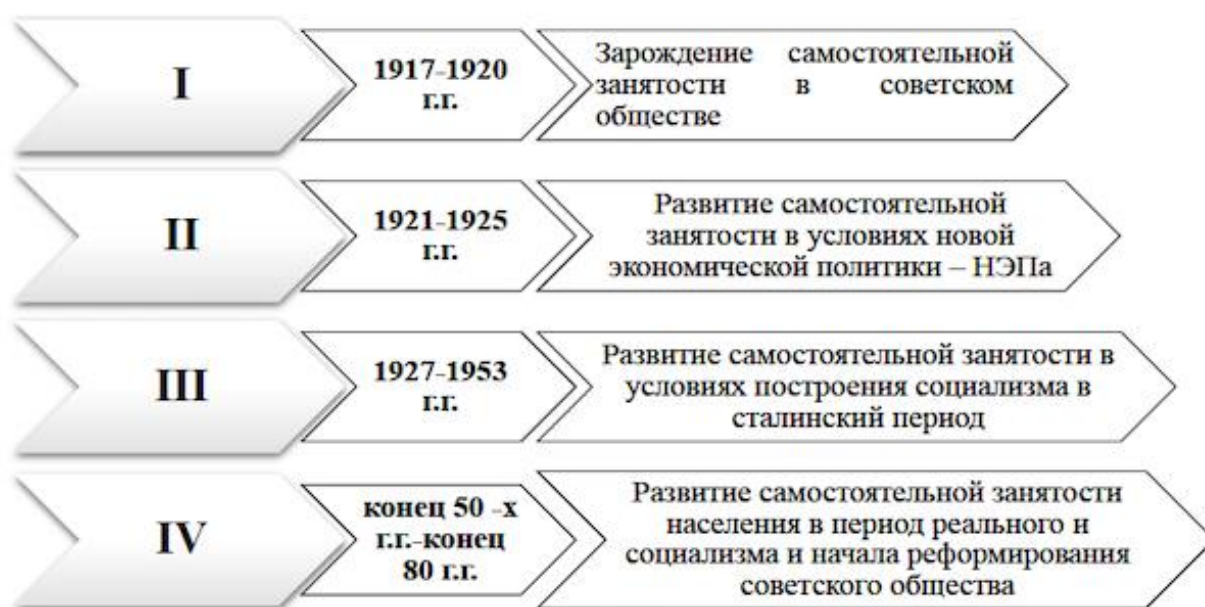 I
1917-1920
г.г.
Зарождение самостоятельной
занятости в советском
обществе
II
1921-1925
г.г.
Развитие самостоятельной
занятости в условиях новой
экономической политики – НЭПа
III
1927-1953
г.г.
Развитие самостоятельной занятости в
условиях построения социализма в
сталинский период
IV
конец 50 -х
г.г.-конец
80 г.г.
Развитие самостоятельной занятости
населения в период реального и
социализма и начала реформирования
советского общества